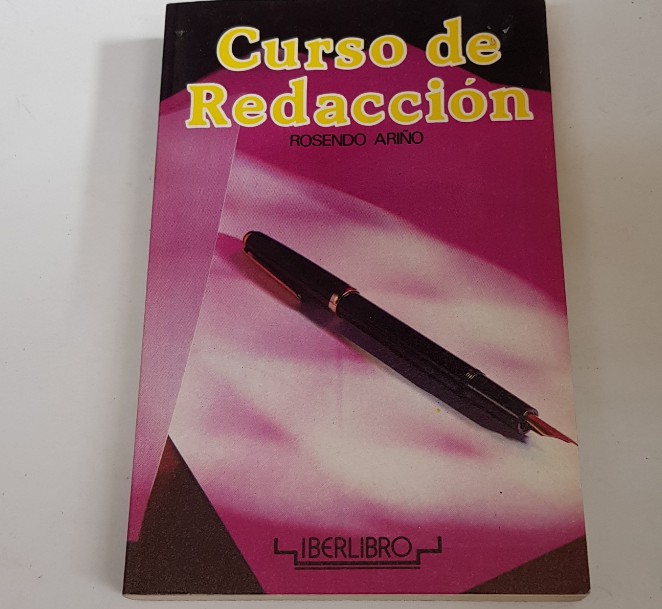 Curso de
Redacción
ROSENDO ARIÑO
IBERLIBRO